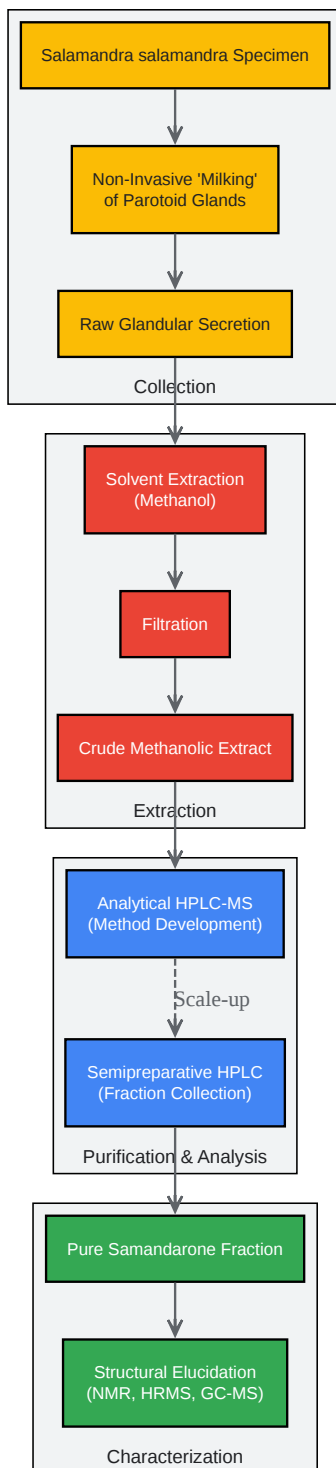 Salamandra salamandra Specimen
Non-Invasive 'Milking'
of Parotoid Glands
Raw Glandular Secretion
Collection
Solvent Extraction
(Methanol)
Filtration
Crude Methanolic Extract
Extraction
Analytical HPLC-MS
(Method Development)
Scale-up
Semipreparative HPLC
(Fraction Collection)
Purification & Analysis
Pure Samandarone Fraction
Structural Elucidation
(NMR, HRMS, GC-MS)
Characterization